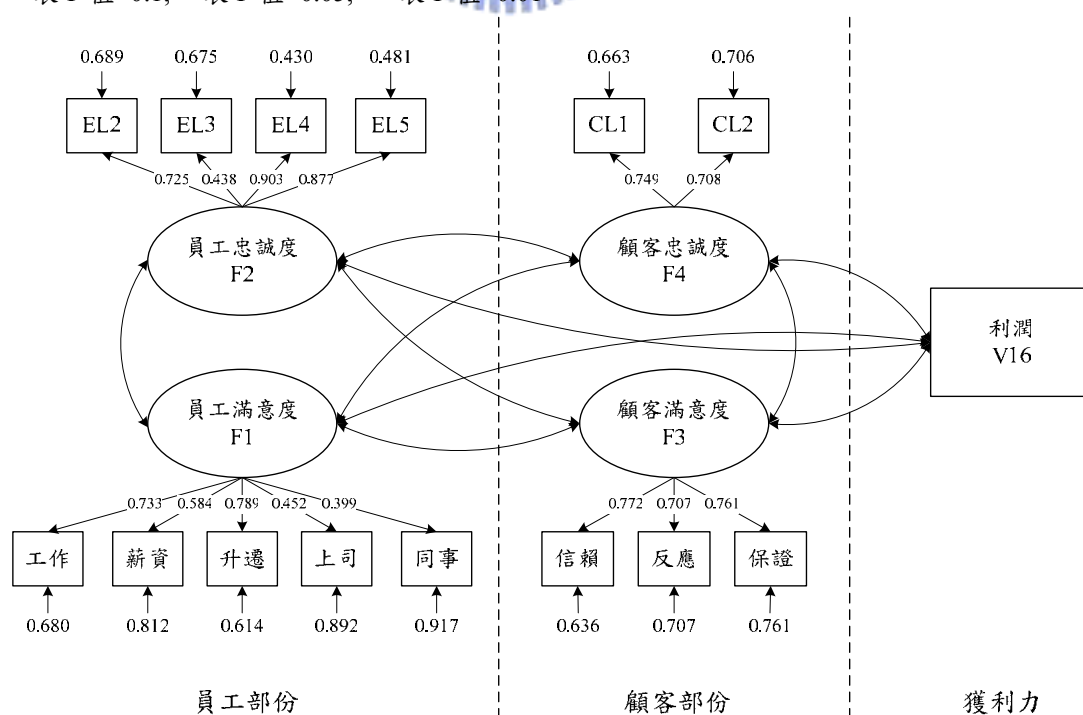 0.689 0.675 0.430 0.481 0.663 0.706
EL2 EL3 EL4 EL5 CL1 CL2
0.725 0.438 0.903 0.877 0.749 0.708
員工忠誠度
F2
顧客忠誠度
F4
利潤
V16
員工滿意度
F1
顧客滿意度
F3
0.733 0.584 0.789 0.452 0.399 0.772 0.707 0.761
工作 薪資 升遷 上司 同事 信賴 反應 保證
0.680 0.812 0.614 0.892 0.917 0.636 0.707 0.761
員工部份 顧客部份 獲利力